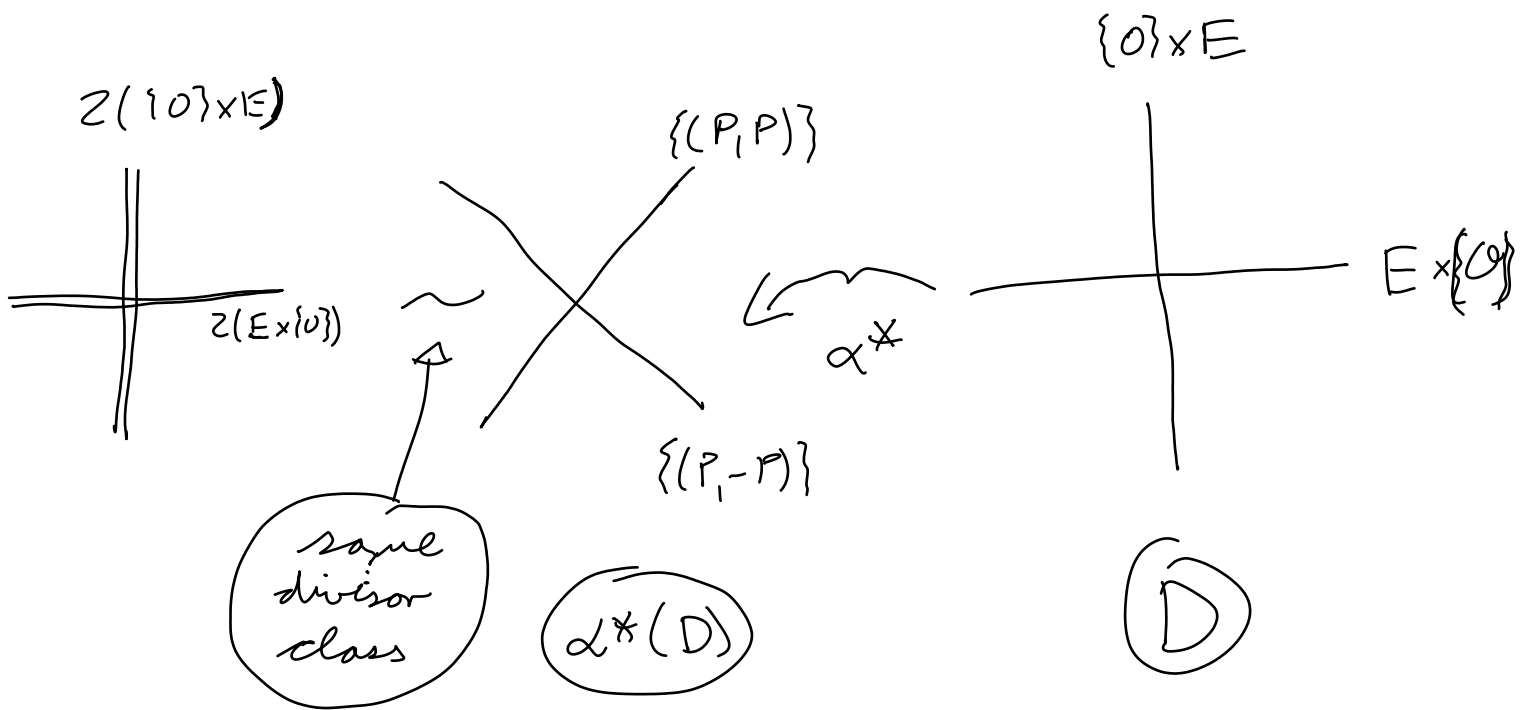 {0}×E
2({0}×E)
{(P,P)}
E×{0}
2(E×{0})
~
α*
{(P,-P)}
same
divisor
class
α*(D)
D